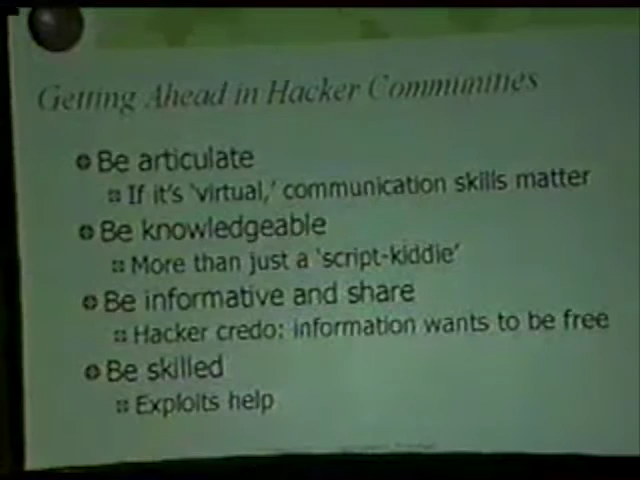 Getting Ahead in Hacker Communities
Be articulate
If it's 'virtual,' communication skills matter
Be knowledgeable
More than just a 'script-kiddie'
Be informative and share
Hacker credo: information wants to be free
Be skilled
Exploits help